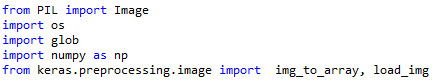 from PIL import Image
import os
import glob
import numpy as np
from keras.preprocessing.image import  img_to_array, load_img